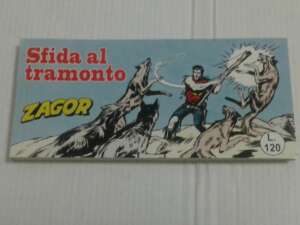 Sfida al
tramonto
ZAGOR
L.
120